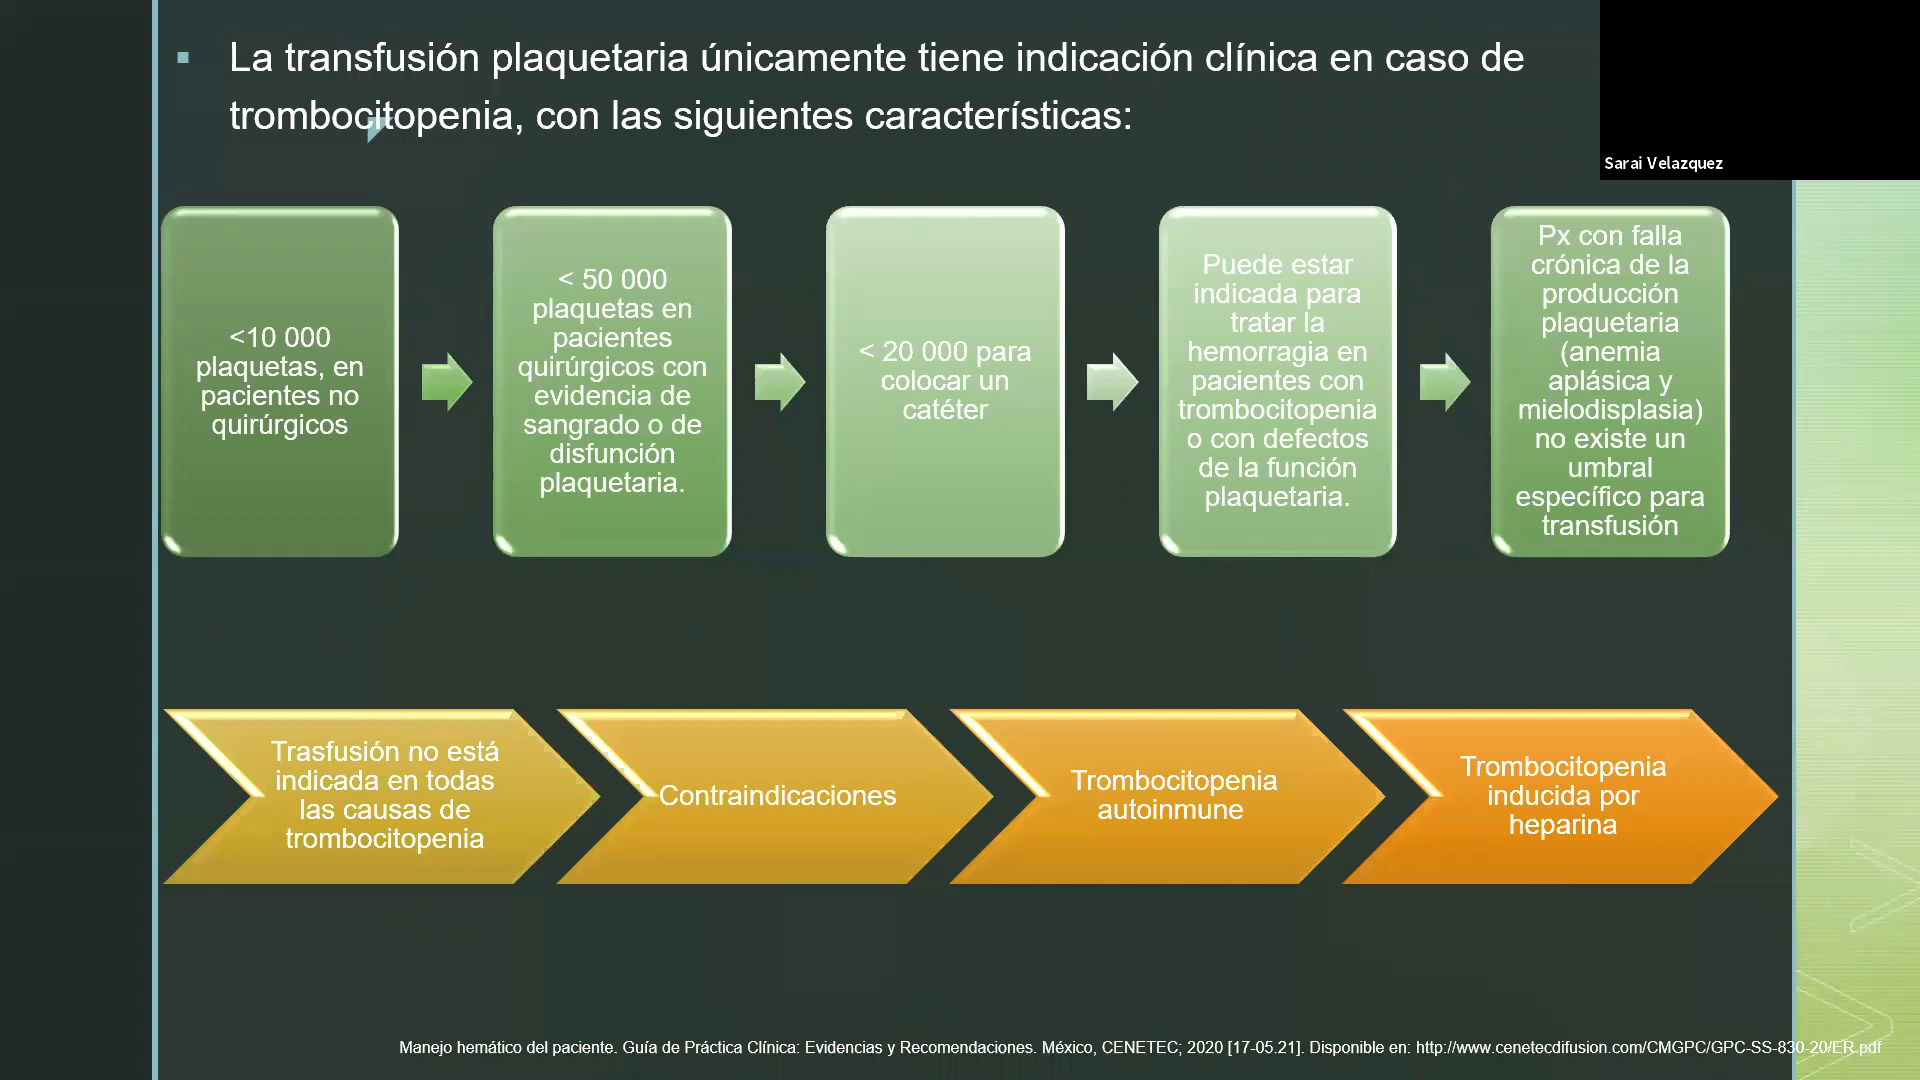 La transfusión plaquetaria únicamente tiene indicación clínica en caso de
trombocitopenia, con las siguientes características:
Sarai Velazquez
<10 000
plaquetas, en
pacientes no
quirúrgicos
< 50 000
plaquetas en
pacientes
quirúrgicos con
evidencia de
sangrado o de
disfunción
plaquetaria.
< 20 000 para
colocar un
catéter
Puede estar
indicada para
tratar la
hemorragia en
pacientes con
trombocitopenia
o con defectos
de la función
plaquetaria.
Px con falla
crónica de la
producción
plaquetaria
(anemia
aplásica y
mielodisplasia)
no existe un
umbral
específico para
transfusión
Trasfusión no está
indicada en todas
las causas de
trombocitopenia
Contraindicaciones
Trombocitopenia
autoinmune
Trombocitopenia
inducida por
heparina
Manejo hemático del paciente. Guía de Práctica Clínica: Evidencias y Recomendaciones. México, CENETEC; 2020 [17-05.21]. Disponible en: http://www.cenetecdifusion.com/CMGPC/GPC-SS-830-20/ER.pdf